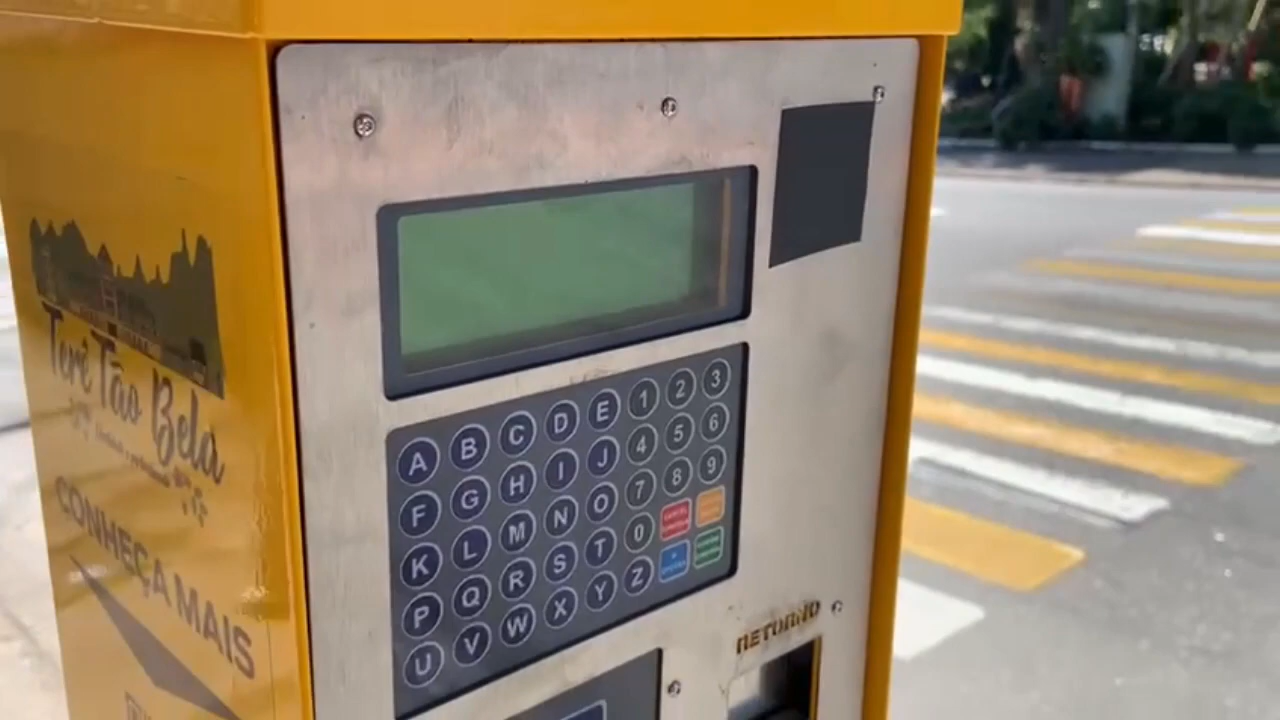 Terê Tão Bela
CONHEÇA MAIS
A B C D E 1 2 3
F G H I J 4 5 6
K L M N O 7 8 9
P Q R S T 0
U V W X Y Z
RETORNO